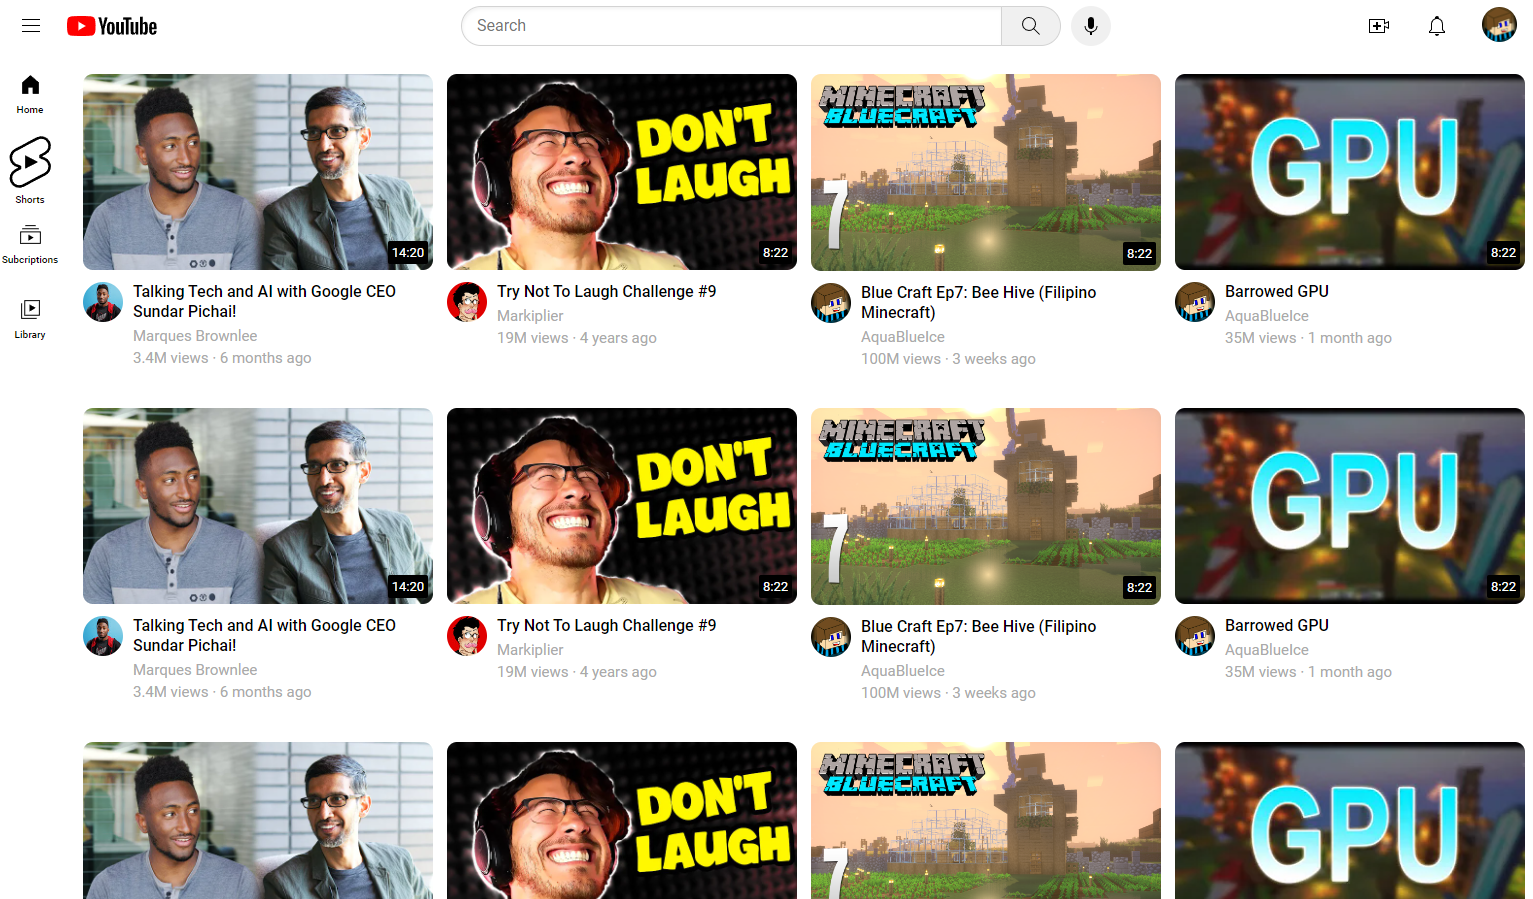 YouTube
Search
Home
Shorts
Subcriptions
Library
14:20
Talking Tech and AI with Google CEO
Sundar Pichai!
Marques Brownlee
3.4M views · 6 months ago
DON'T
LAUGH
8:22
Try Not To Laugh Challenge #9
Markiplier
19M views · 4 years ago
MINECRAFT
BLUECRAFT
7
8:22
Blue Craft Ep7: Bee Hive (Filipino
Minecraft)
AquaBlueIce
100M views · 3 weeks ago
GPU
8:22
Barrowed GPU
AquaBlueIce
35M views · 1 month ago
14:20
Talking Tech and AI with Google CEO
Sundar Pichai!
Marques Brownlee
3.4M views · 6 months ago
DON'T
LAUGH
8:22
Try Not To Laugh Challenge #9
Markiplier
19M views · 4 years ago
MINECRAFT
BLUECRAFT
7
8:22
Blue Craft Ep7: Bee Hive (Filipino
Minecraft)
AquaBlueIce
100M views · 3 weeks ago
GPU
8:22
Barrowed GPU
AquaBlueIce
35M views · 1 month ago
DON'T
LAUGH
MINECRAFT
BLUECRAFT
7
GPU